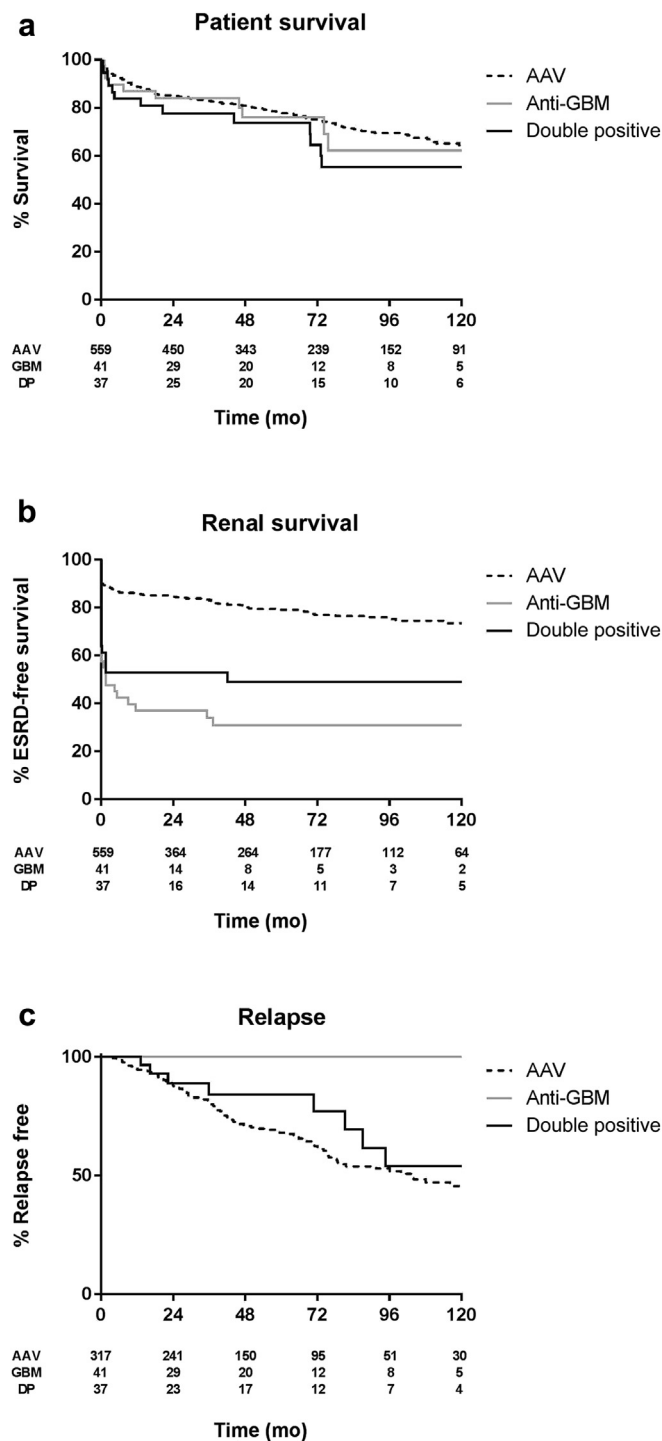 a
Patient survival
100
80
60
40
20
0
% Survival
AAV
Anti-GBM
Double positive
0 24 48 72 96 120
AAV 559 450 343 239 152 91
GBM 41 29 20 12 8 5
DP 37 25 20 15 10 6
Time (mo)
b
Renal survival
100
80
60
40
20
0
% ESRD-free survival
AAV
Anti-GBM
Double positive
0 24 48 72 96 120
AAV 559 364 264 177 112 64
GBM 41 14 8 5 3 2
DP 37 16 14 11 7 5
Time (mo)
c
Relapse
100
50
0
% Relapse free
AAV
Anti-GBM
Double positive
0 24 48 72 96 120
AAV 317 241 150 95 51 30
GBM 41 29 20 12 8 5
DP 37 23 17 12 7 4
Time (mo)